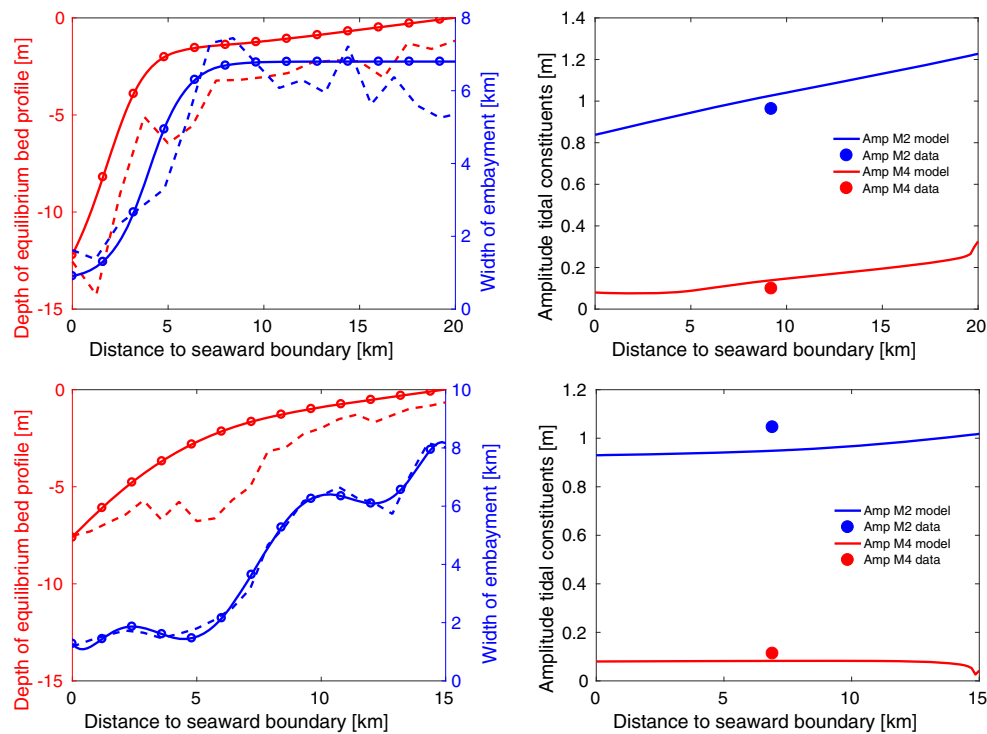 Depth of equilibrium bed profile [m]
0
-5
-10
-15
0 5 10 15 20
Distance to seaward boundary [km]
8
6
4
2
0
Width of embayment [km]
Amplitude tidal constituents [m]
1.4
1.2
1
0.8
0.6
0.4
0.2
0
0 5 10 15 20
Distance to seaward boundary [km]
Amp M2 model
Amp M2 data
Amp M4 model
Amp M4 data
Depth of equilibrium bed profile [m]
0
-5
-10
-15
0 5 10 15
Distance to seaward boundary [km]
10
8
6
4
2
0
Width of embayment [km]
Amplitude tidal constituents [m]
1.2
1
0.8
0.6
0.4
0.2
0
0 5 10 15
Distance to seaward boundary [km]
Amp M2 model
Amp M2 data
Amp M4 model
Amp M4 data